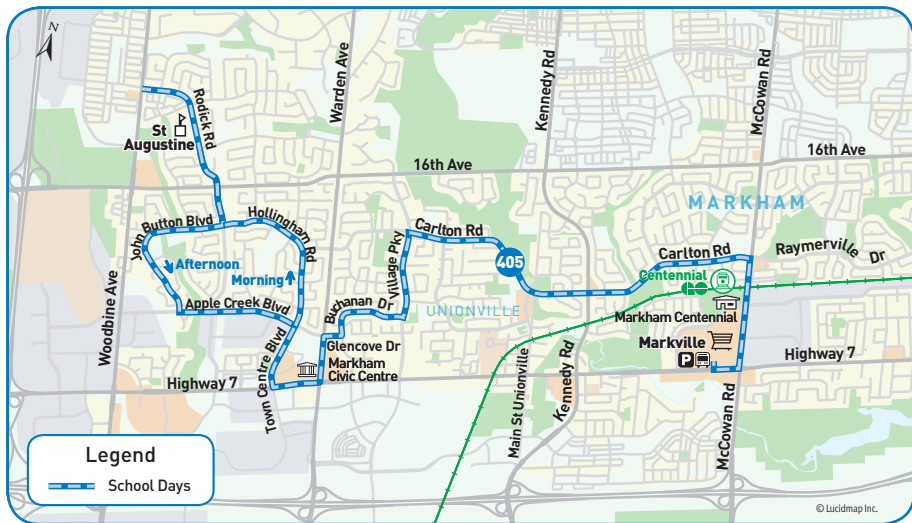 N
Rodick Rd
St
Augustine
Warden Ave
Kennedy Rd
McCowan Rd
16th Ave
16th Ave
MARKHAM
John Button Blvd
Hollingham Rd
Carlton Rd
405
Carlton Rd
Raymerville Dr
Afternoon
Morning
Village Pky
Centennial
Woodbine Ave
Apple Creek Blvd
Buchanan Dr
UNIONVILLE
Markham Centennial
Glencove Dr
Markville
P
Markham
Civic Centre
Highway 7
Highway 7
Town Centre Blvd
Main St Unionville
Kennedy Rd
McCowan Rd
Legend
School Days
© Lucidmap Inc.